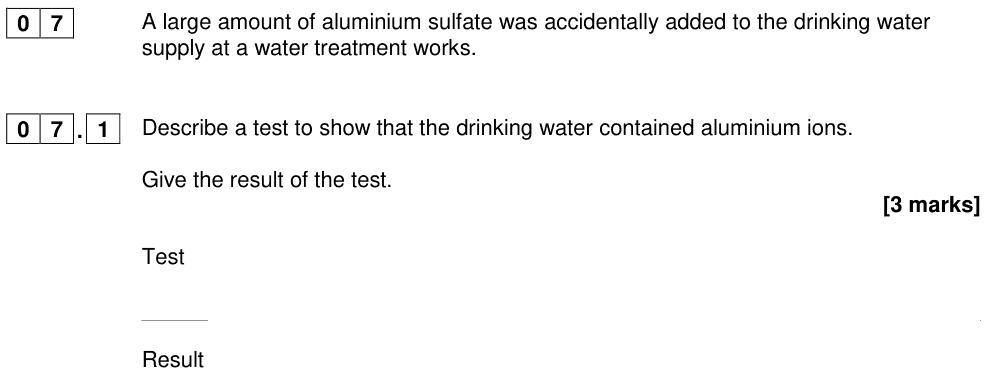 0 7 A large amount of aluminium sulfate was accidentally added to the drinking water
supply at a water treatment works.
0 7 . 1 Describe a test to show that the drinking water contained aluminium ions.
Give the result of the test.
[3 marks]
Test
Result